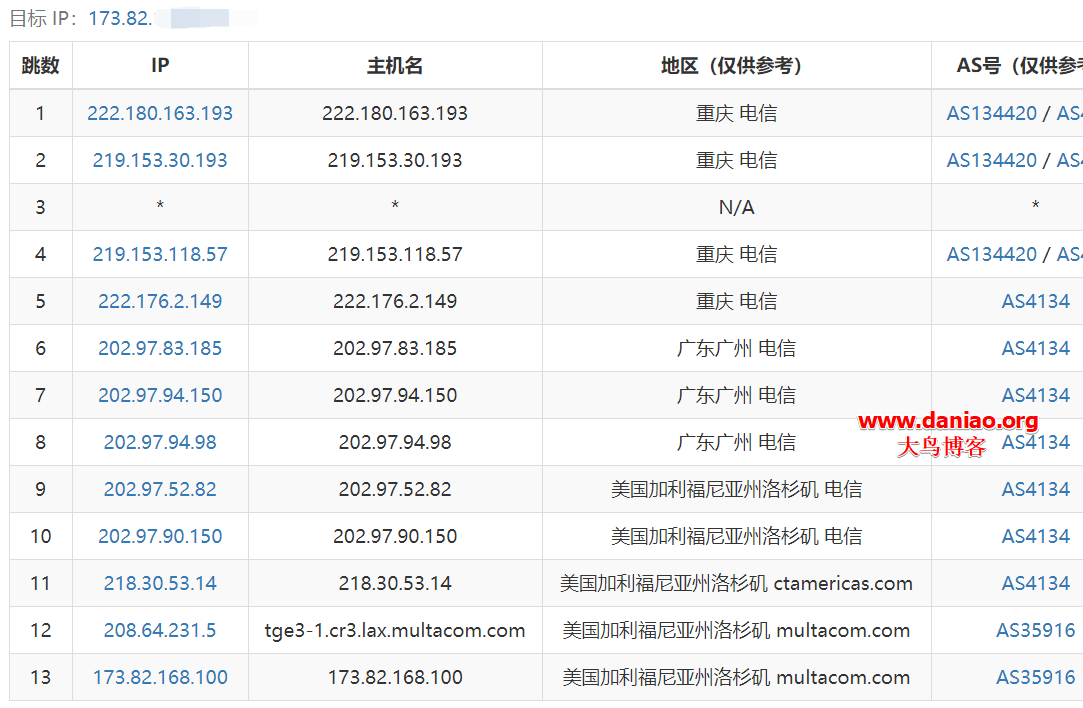 目标 IP： 173.82.
跳数 IP 主机名 地区（仅供参考） AS号（仅供参考
1 222.180.163.193 222.180.163.193 重庆 电信 AS134420 / AS4
2 219.153.30.193 219.153.30.193 重庆 电信 AS134420 / AS4
3 * * N/A *
4 219.153.118.57 219.153.118.57 重庆 电信 AS134420 / AS4
5 222.176.2.149 222.176.2.149 重庆 电信 AS4134
6 202.97.83.185 202.97.83.185 广东广州 电信 AS4134
7 202.97.94.150 202.97.94.150 广东广州 电信 AS4134
www.daniao.org
8 202.97.94.98 202.97.94.98 广东广州 电信 AS4134
大鸟博客
9 202.97.52.82 202.97.52.82 美国加利福尼亚州洛杉矶 电信 AS4134
10 202.97.90.150 202.97.90.150 美国加利福尼亚州洛杉矶 电信 AS4134
11 218.30.53.14 218.30.53.14 美国加利福尼亚州洛杉矶 ctamericas.com AS4134
12 208.64.231.5 tge3-1.cr3.lax.multacom.com 美国加利福尼亚州洛杉矶 multacom.com AS35916
13 173.82.168.100 173.82.168.100 美国加利福尼亚州洛杉矶 multacom.com AS35916